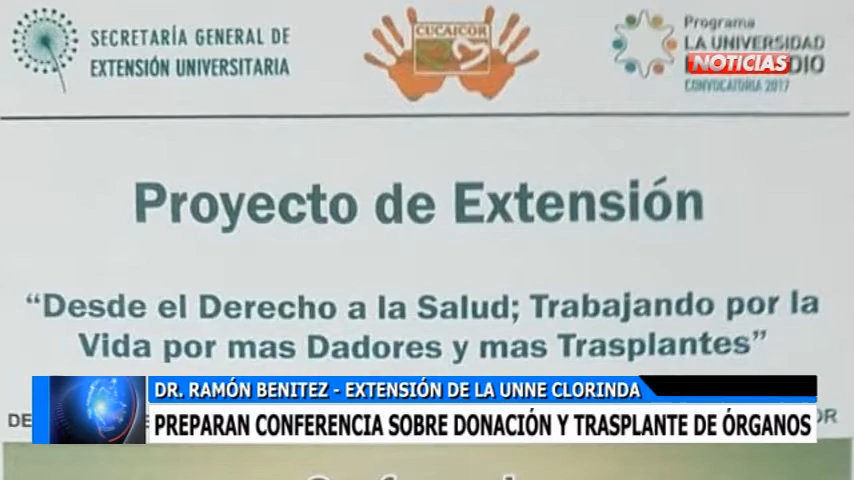 SECRETARÍA GENERAL DE
EXTENSIÓN UNIVERSITARIA
CUCAICOR
Programa
LA UNIVERSIDAD
NOTICIAS
CONVOCATORIA 2017
Proyecto de Extensión
“Desde el Derecho a la Salud; Trabajando por la
Vida por mas Dadores y mas Trasplantes”
DR. RAMÓN BENITEZ - EXTENSIÓN DE LA UNNE CLORINDA
PREPARAN CONFERENCIA SOBRE DONACIÓN Y TRASPLANTE DE ÓRGANOS